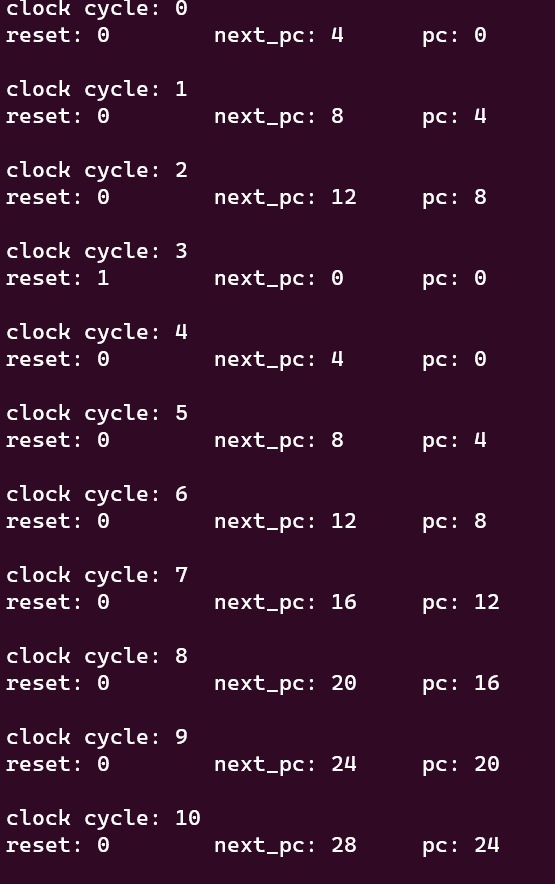 clock cycle: 0
reset: 0 next_pc: 4 pc: 0
clock cycle: 1
reset: 0 next_pc: 8 pc: 4
clock cycle: 2
reset: 0 next_pc: 12 pc: 8
clock cycle: 3
reset: 1 next_pc: 0 pc: 0
clock cycle: 4
reset: 0 next_pc: 4 pc: 0
clock cycle: 5
reset: 0 next_pc: 8 pc: 4
clock cycle: 6
reset: 0 next_pc: 12 pc: 8
clock cycle: 7
reset: 0 next_pc: 16 pc: 12
clock cycle: 8
reset: 0 next_pc: 20 pc: 16
clock cycle: 9
reset: 0 next_pc: 24 pc: 20
clock cycle: 10
reset: 0 next_pc: 28 pc: 24